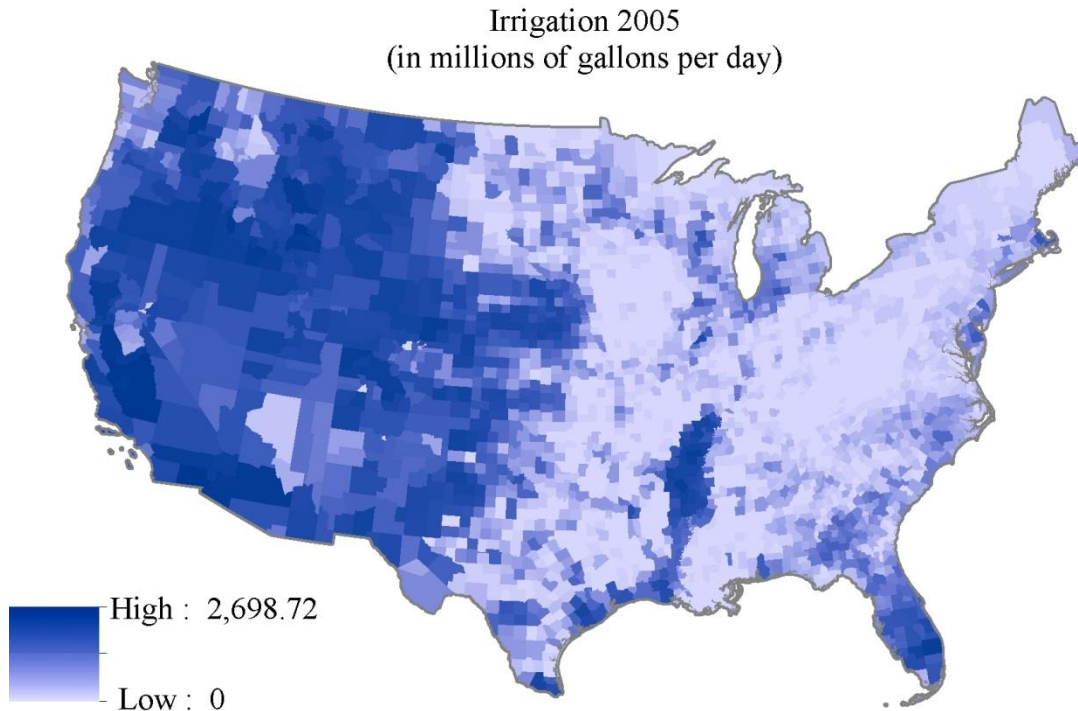 Irrigation 2005
(in millions of gallons per day)
High : 2,698.72
Low : 0